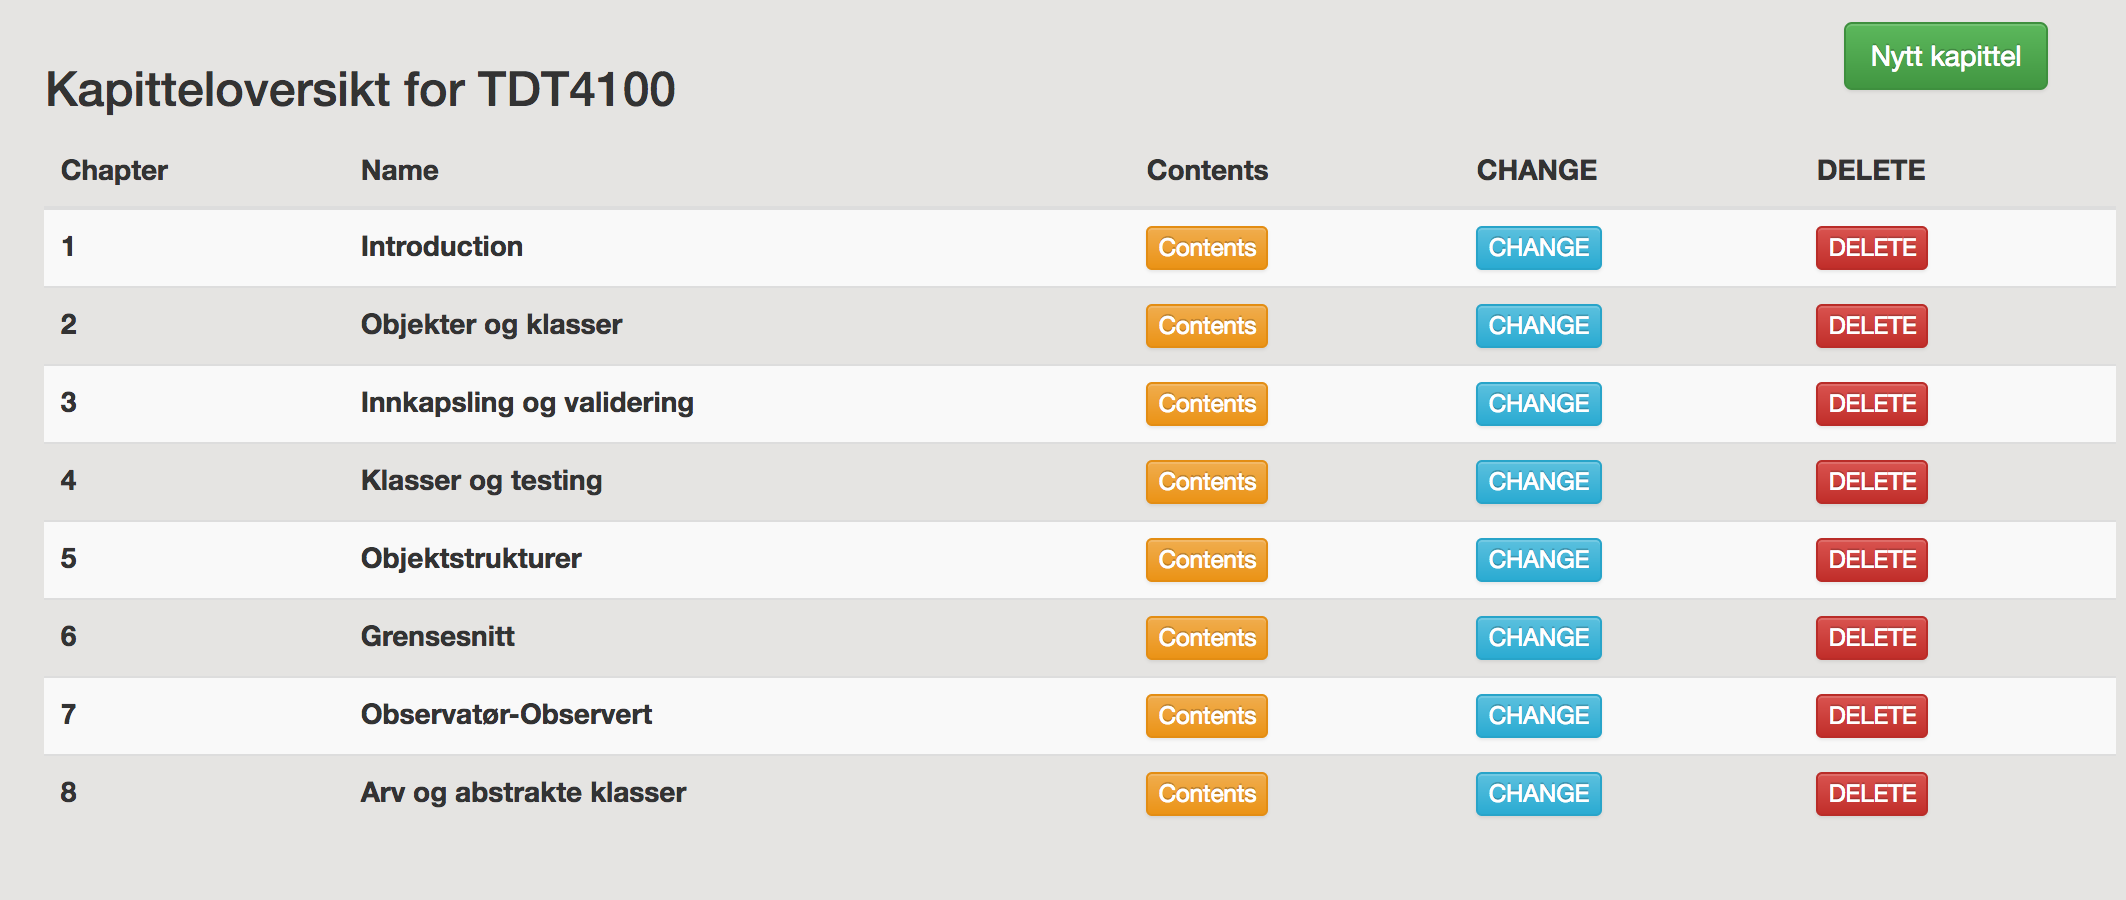 Nytt kapittel
Kapitteloversikt for TDT4100
Chapter Name Contents CHANGE DELETE
1 Introduction Contents CHANGE DELETE
2 Objekter og klasser Contents CHANGE DELETE
3 Innkapsling og validering Contents CHANGE DELETE
4 Klasser og testing Contents CHANGE DELETE
5 Objektstrukturer Contents CHANGE DELETE
6 Grensesnitt Contents CHANGE DELETE
7 Observatør-Observert Contents CHANGE DELETE
8 Arv og abstrakte klasser Contents CHANGE DELETE